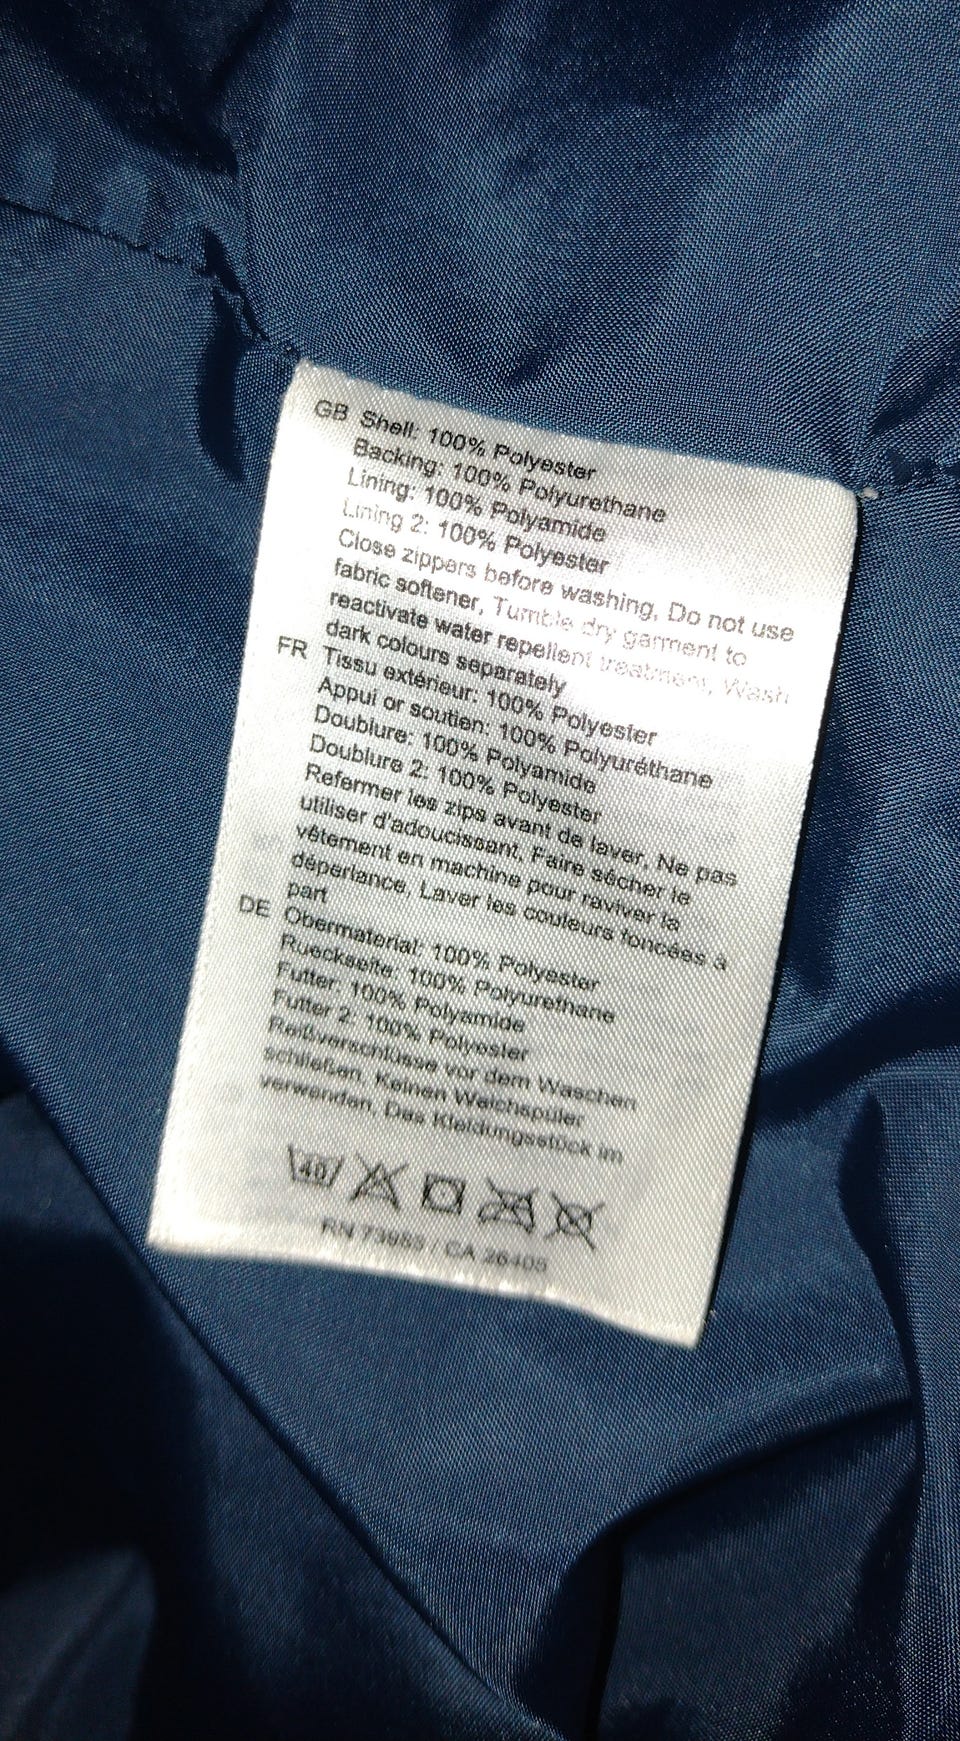 GB Shell: 100% Polyester
Backing: 100% Polyurethane
Lining: 100% Polyamide
Lining 2: 100% Polyester
Close zippers before washing, Do not use
fabric softener, Tumble dry garment to
reactivate water repellent treatment, Wash
dark colours separately
FR Tissu extérieur: 100% Polyester
Appui or soutien: 100% Polyuréthane
Doublure: 100% Polyamide
Doublure 2: 100% Polyester
Refermer les zips avant de laver, Ne pas
utiliser d'adoucissant, Faire sécher le
vêtement en machine pour raviver la
déperlance, Laver les couleurs foncées à
part
DE Obermaterial: 100% Polyester
Rueckseite: 100% Polyurethane
Futter: 100% Polyamide
Futter 2: 100% Polyester
Reißverschlüsse vor dem Waschen
schließen, Keinen Weichspüler
verwenden, Das Kleidungsstück im
40
RN 73988 / CA 26405